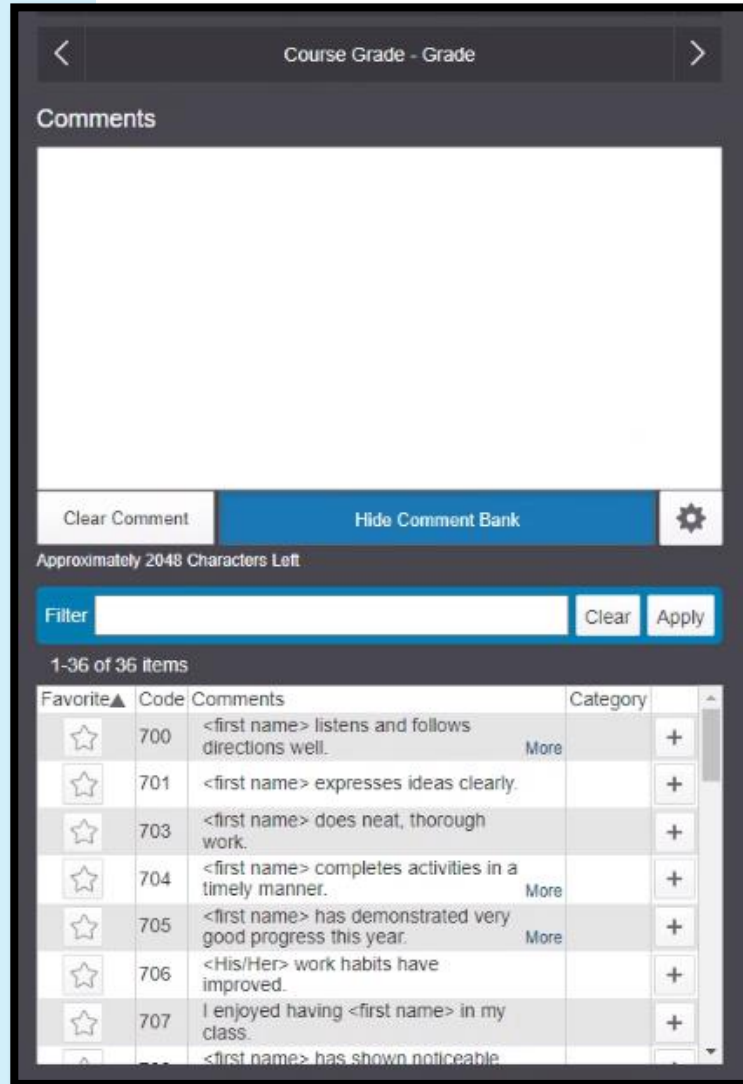 Course Grade - Grade
Comments
Clear Comment Hide Comment Bank
Approximately 2048 Characters Left
Filter Clear Apply
1-36 of 36 items
Favorite▲ Code Comments Category
700 <first name> listens and follows
directions well. More
+
701 <first name> expresses ideas clearly. +
703 <first name> does neat, thorough
work.
+
704 <first name> completes activities in a
timely manner. More
+
705 <first name> has demonstrated very
good progress this year. More
+
706 <His/Her> work habits have
improved.
+
707 I enjoyed having <first name> in my
class.
+
<first name> has shown noticeable